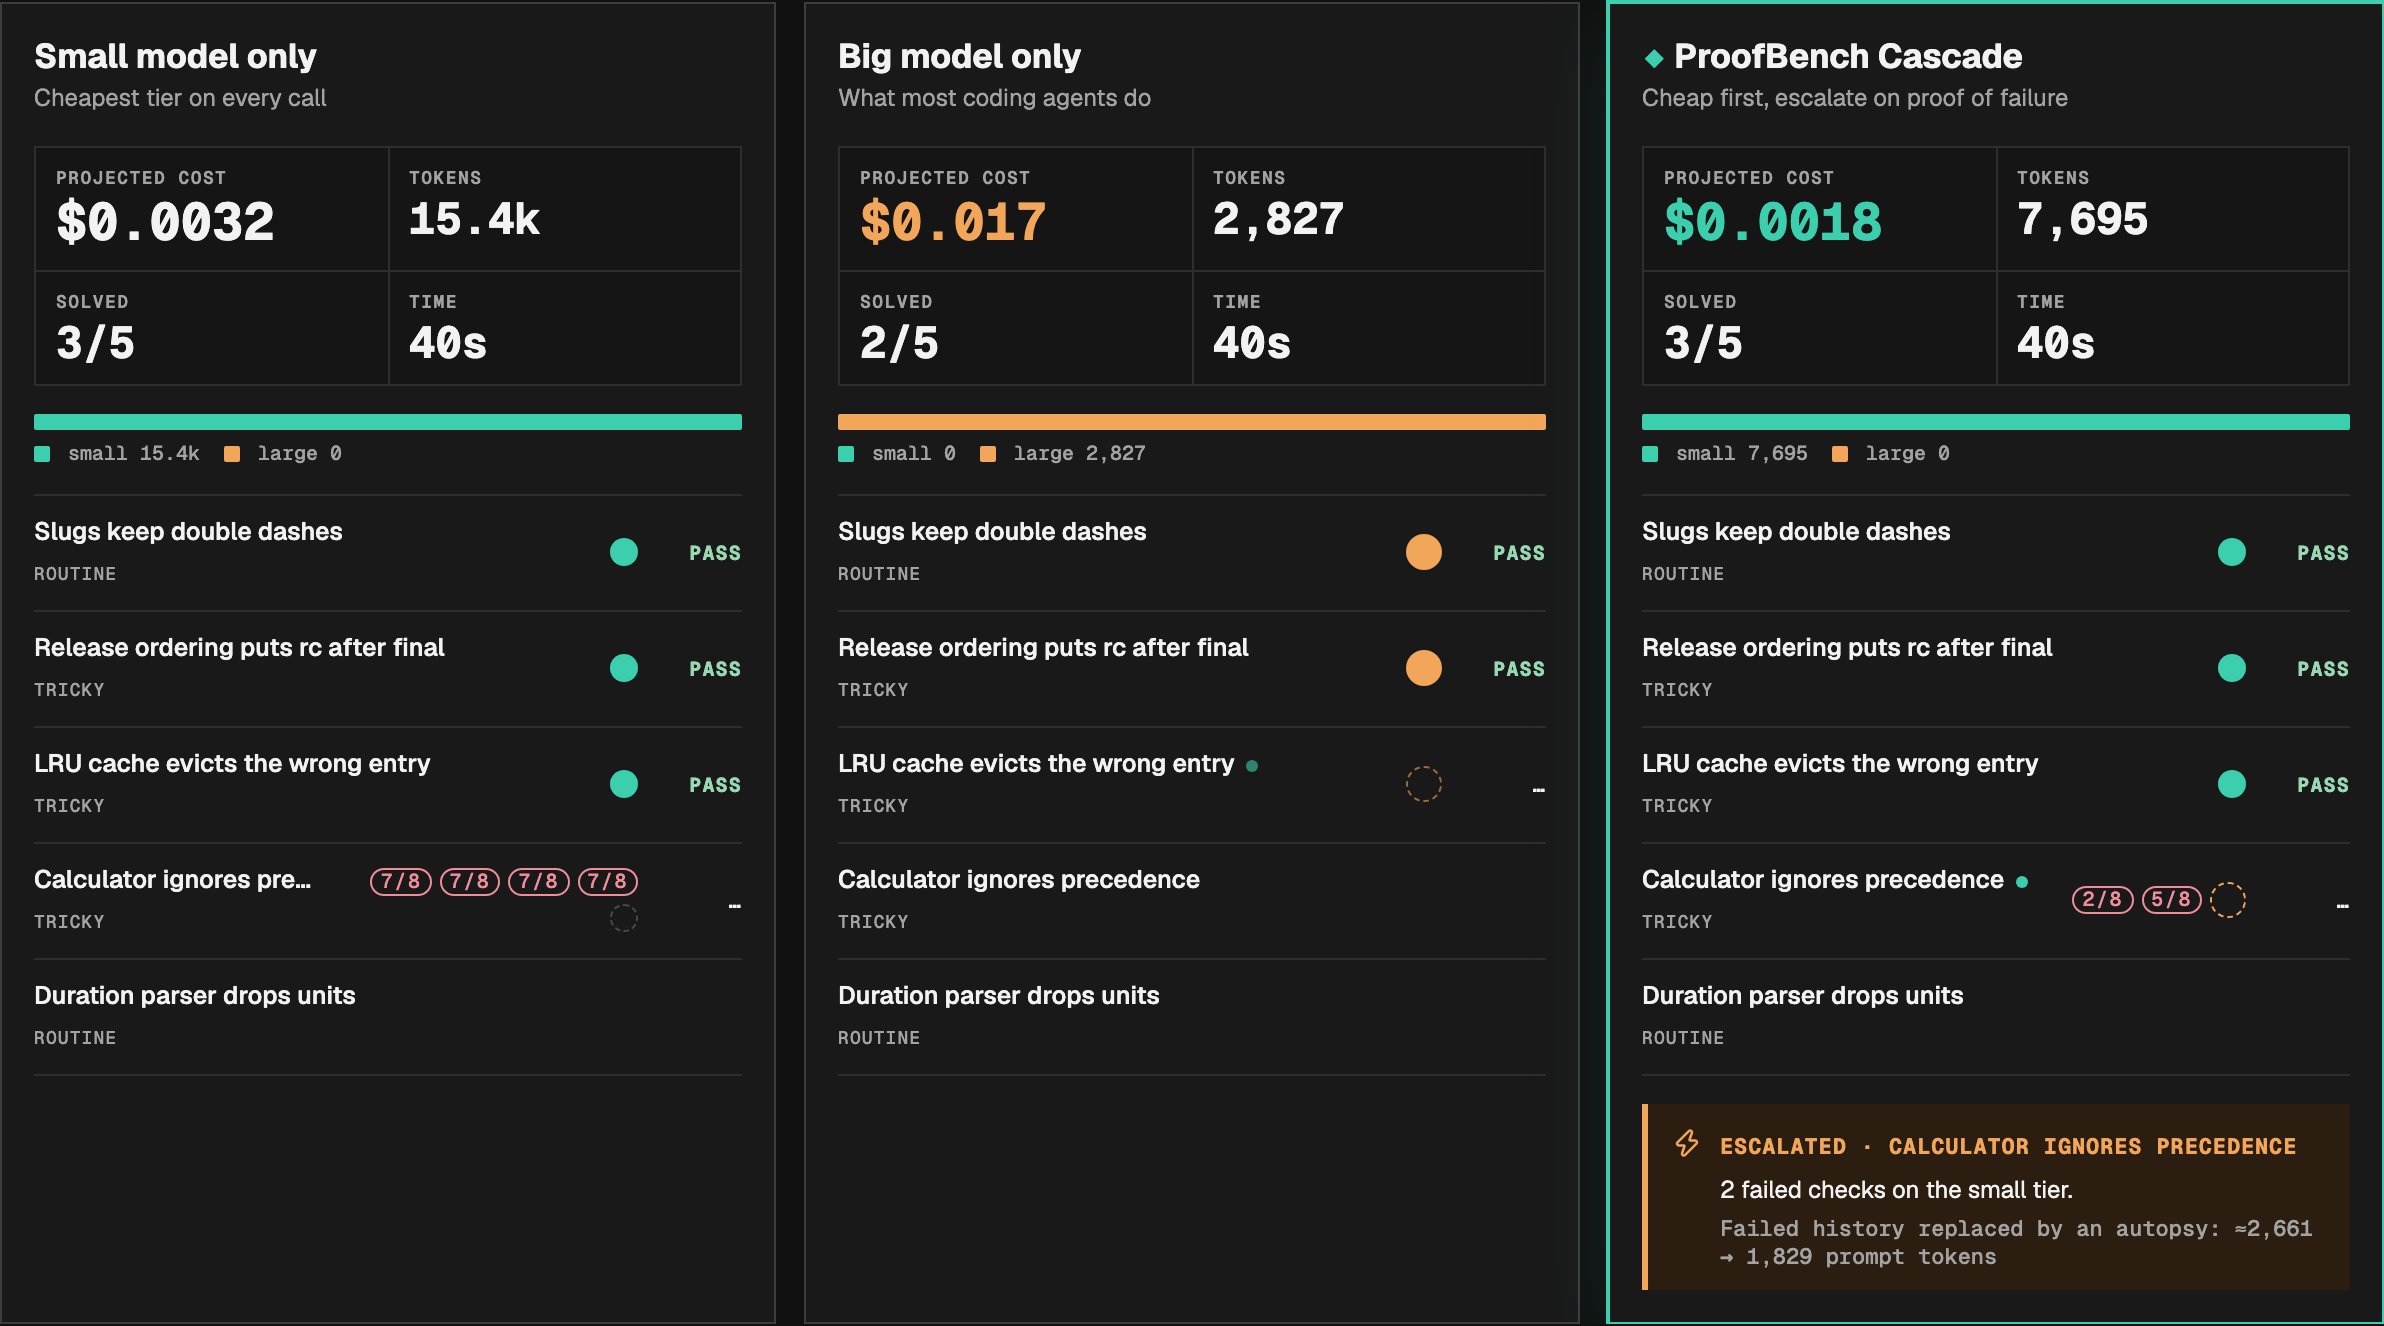 Small model only
Cheapest tier on every call
PROJECTED COST
$0.0032
TOKENS
15.4k
SOLVED
3/5
TIME
40s
small 15.4k large 0
Slugs keep double dashes
ROUTINE
PASS
Release ordering puts rc after final
TRICKY
PASS
LRU cache evicts the wrong entry
TRICKY
PASS
Calculator ignores pre…
7/8 7/8 7/8 7/8
TRICKY
…
Duration parser drops units
ROUTINE
Big model only
What most coding agents do
PROJECTED COST
$0.017
TOKENS
2,827
SOLVED
2/5
TIME
40s
small 0 large 2,827
Slugs keep double dashes
ROUTINE
PASS
Release ordering puts rc after final
TRICKY
PASS
LRU cache evicts the wrong entry
TRICKY
…
Calculator ignores precedence
TRICKY
Duration parser drops units
ROUTINE
◆ ProofBench Cascade
Cheap first, escalate on proof of failure
PROJECTED COST
$0.0018
TOKENS
7,695
SOLVED
3/5
TIME
40s
small 7,695 large 0
Slugs keep double dashes
ROUTINE
PASS
Release ordering puts rc after final
TRICKY
PASS
LRU cache evicts the wrong entry
TRICKY
PASS
Calculator ignores precedence
2/8 5/8
TRICKY
…
Duration parser drops units
ROUTINE
ESCALATED · CALCULATOR IGNORES PRECEDENCE
2 failed checks on the small tier.
Failed history replaced by an autopsy: ≈2,661
→ 1,829 prompt tokens